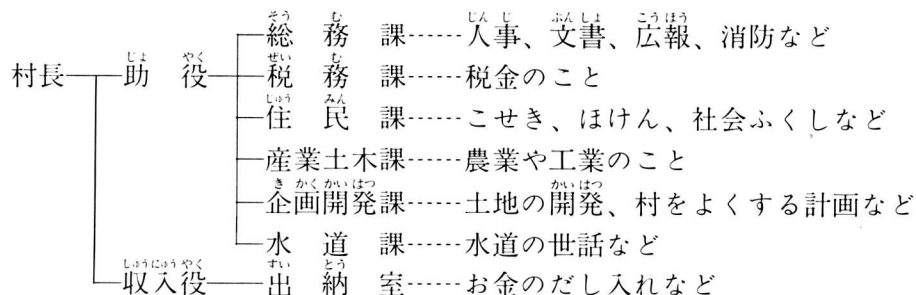 総務課……人事、文書、広報、消防など
村長 助役 税務課……税金のこと
住民課……こせき、ほけん、社会ふくしなど
産業土木課……農業や工業のこと
企画開発課……土地の開発、村をよくする計画など
水道課……水道の世話など
収入役 出納室……お金のだし入れなど